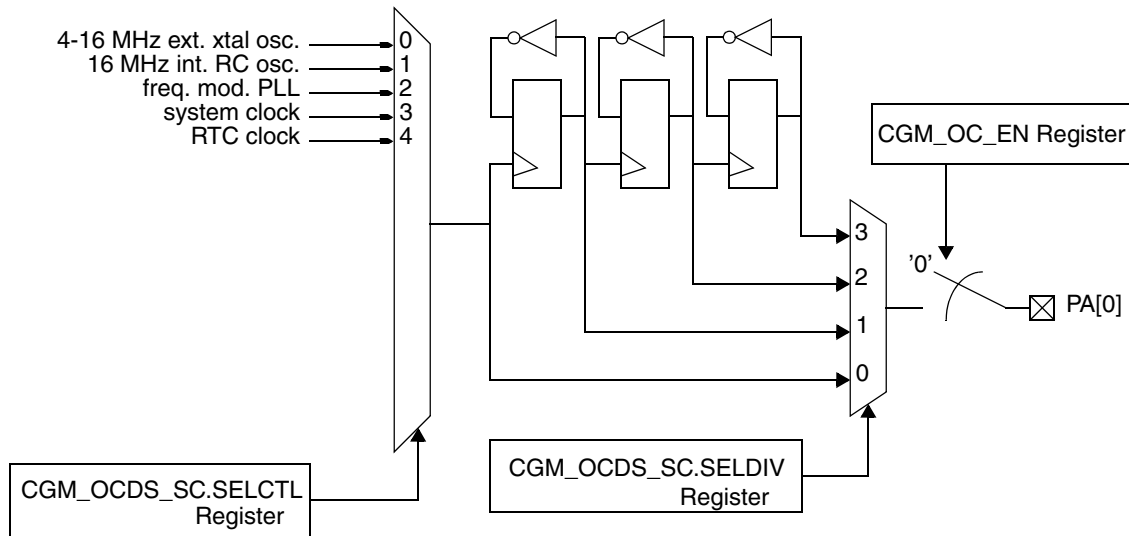 4-16 MHz ext. xtal osc.
16 MHz int. RC osc.
freq. mod. PLL
system clock
RTC clock
0
1
2
3
4
CGM_OC_EN Register
3
2
1
0
'0'
PA[0]
CGM_OCDS_SC.SELCTL
Register
CGM_OCDS_SC.SELDIV
Register